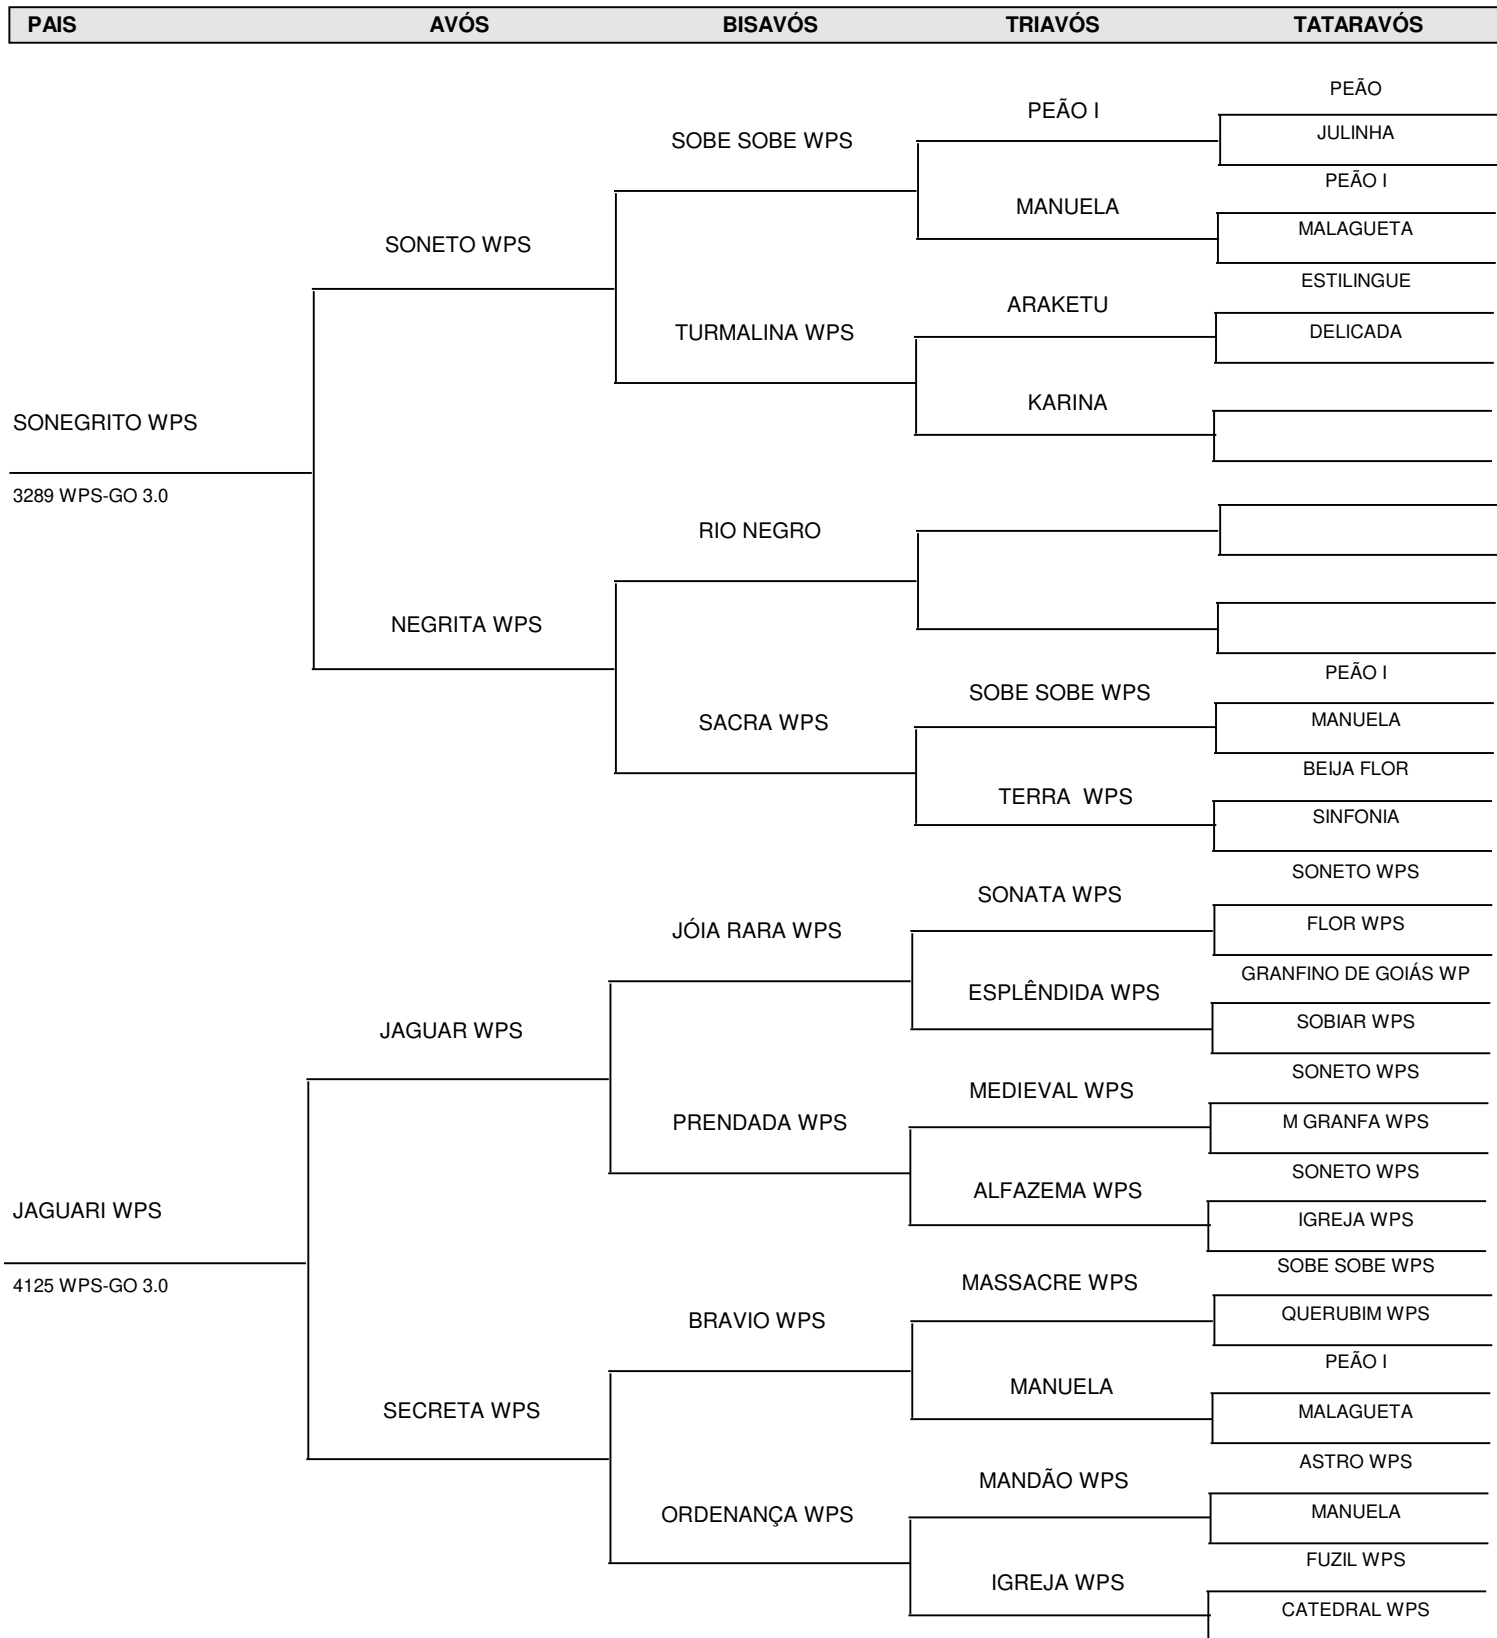 PAIS AVÓS BISAVÓS TRIAVÓS TATARAVÓS
PEÃO
PEÃO I
JULINHA
SOBE SOBE WPS
PEÃO I
MANUELA
MALAGUETA
SONETO WPS
ESTILINGUE
ARAKETU
TURMALINA WPS
DELICADA
KARINA
SONEGRITO WPS
3289 WPS-GO 3.0
RIO NEGRO
NEGRITA WPS
PEÃO I
SOBE SOBE WPS
SACRA WPS
MANUELA
BEIJA FLOR
TERRA WPS
SINFONIA
SONETO WPS
SONATA WPS
JÓIA RARA WPS
FLOR WPS
GRANFINO DE GOIÁS WP
ESPLÊNDIDA WPS
SOBIAR WPS
JAGUAR WPS
SONETO WPS
MEDIEVAL WPS
PRENDADA WPS
M GRANFA WPS
SONETO WPS
ALFAZEMA WPS
JAGUARI WPS
IGREJA WPS
SOBE SOBE WPS
4125 WPS-GO 3.0
MASSACRE WPS
BRAVIO WPS
QUERUBIM WPS
PEÃO I
MANUELA
SECRETA WPS
MALAGUETA
ASTRO WPS
MANDÃO WPS
ORDENANÇA WPS
MANUELA
FUZIL WPS
IGREJA WPS
CATEDRAL WPS